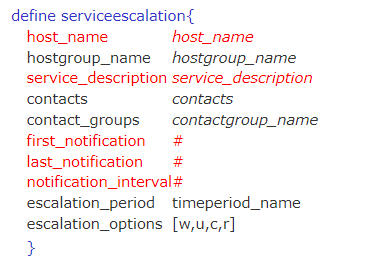 define serviceescalation{
host_name host_name
hostgroup_name hostgroup_name
service_description service_description
contacts contacts
contact_groups contactgroup_name
first_notification #
last_notification #
notification_interval#
escalation_period timeperiod_name
escalation_options [w,u,c,r]
}